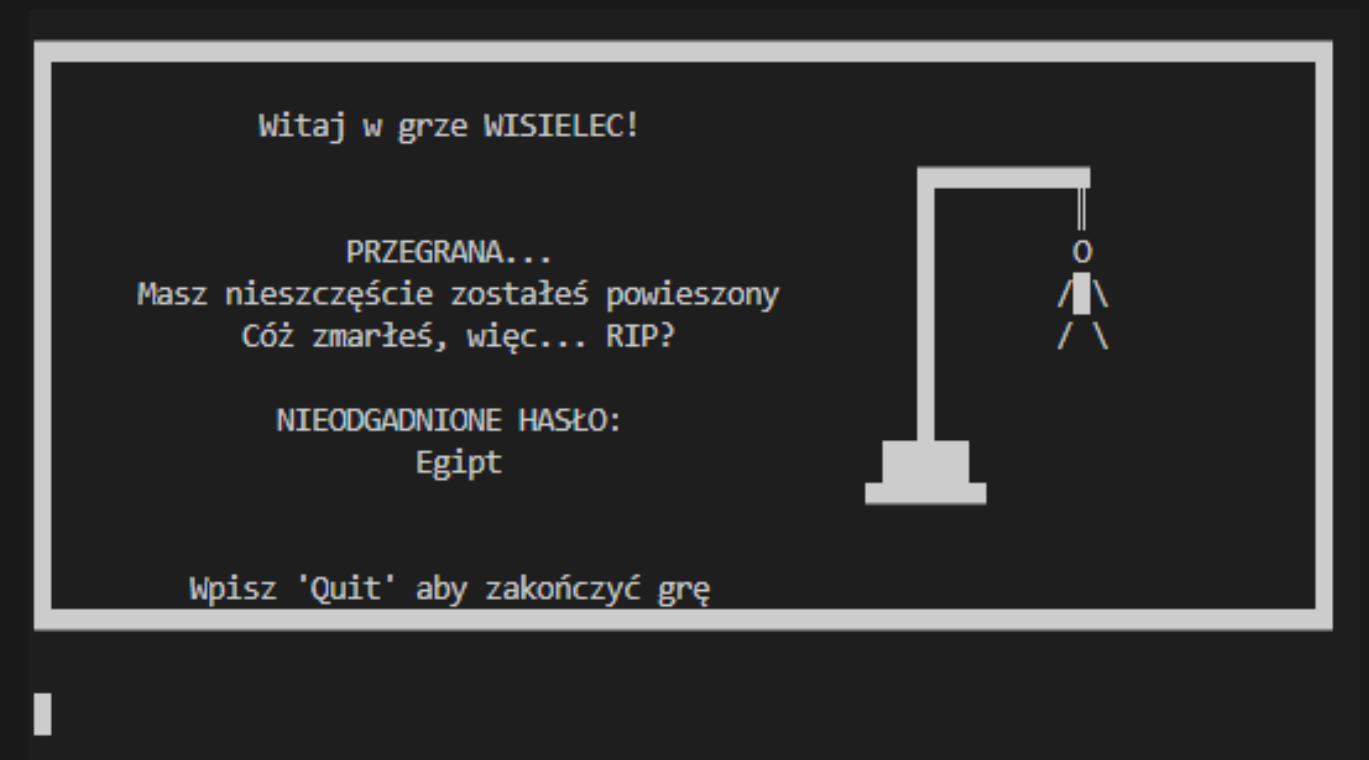 Witaj w grze WISIELEC!
PRZEGRANA...
Masz nieszczęście zostałeś powieszony
Cóż zmarłeś, więc... RIP?
NIEODGADNIONE HASŁO:
Egipt
Wpisz 'Quit' aby zakończyć grę